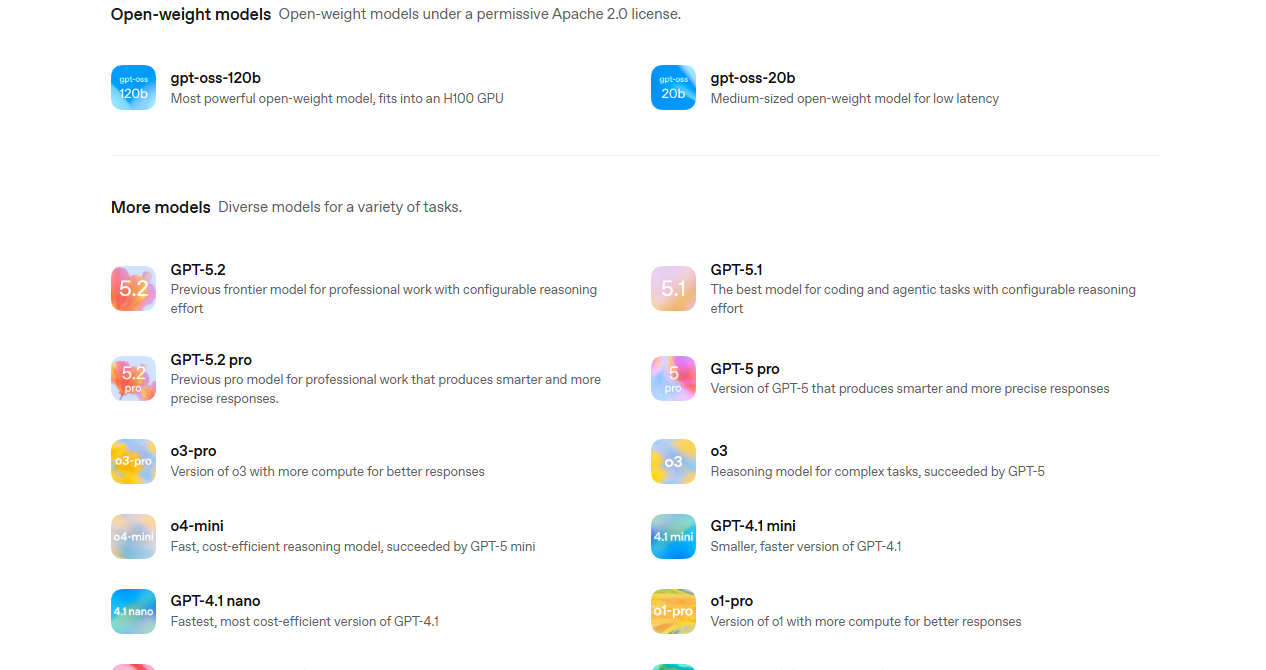 Open-weight models Open-weight models under a permissive Apache 2.0 license.
gpt-oss
120b
gpt-oss-120b
Most powerful open-weight model, fits into an H100 GPU
gpt-oss
20b
gpt-oss-20b
Medium-sized open-weight model for low latency
More models Diverse models for a variety of tasks.
5.2
GPT-5.2
Previous frontier model for professional work with configurable reasoning
effort
5.1
GPT-5.1
The best model for coding and agentic tasks with configurable reasoning
effort
5.2
pro
GPT-5.2 pro
Previous pro model for professional work that produces smarter and more
precise responses.
5
pro
GPT-5 pro
Version of GPT-5 that produces smarter and more precise responses
o3-pro
o3-pro
Version of o3 with more compute for better responses
o3
o3
Reasoning model for complex tasks, succeeded by GPT-5
o4-mini
o4-mini
Fast, cost-efficient reasoning model, succeeded by GPT-5 mini
4.1 mini
GPT-4.1 mini
Smaller, faster version of GPT-4.1
4.1 nano
GPT-4.1 nano
Fastest, most cost-efficient version of GPT-4.1
o1-pro
o1-pro
Version of o1 with more compute for better responses